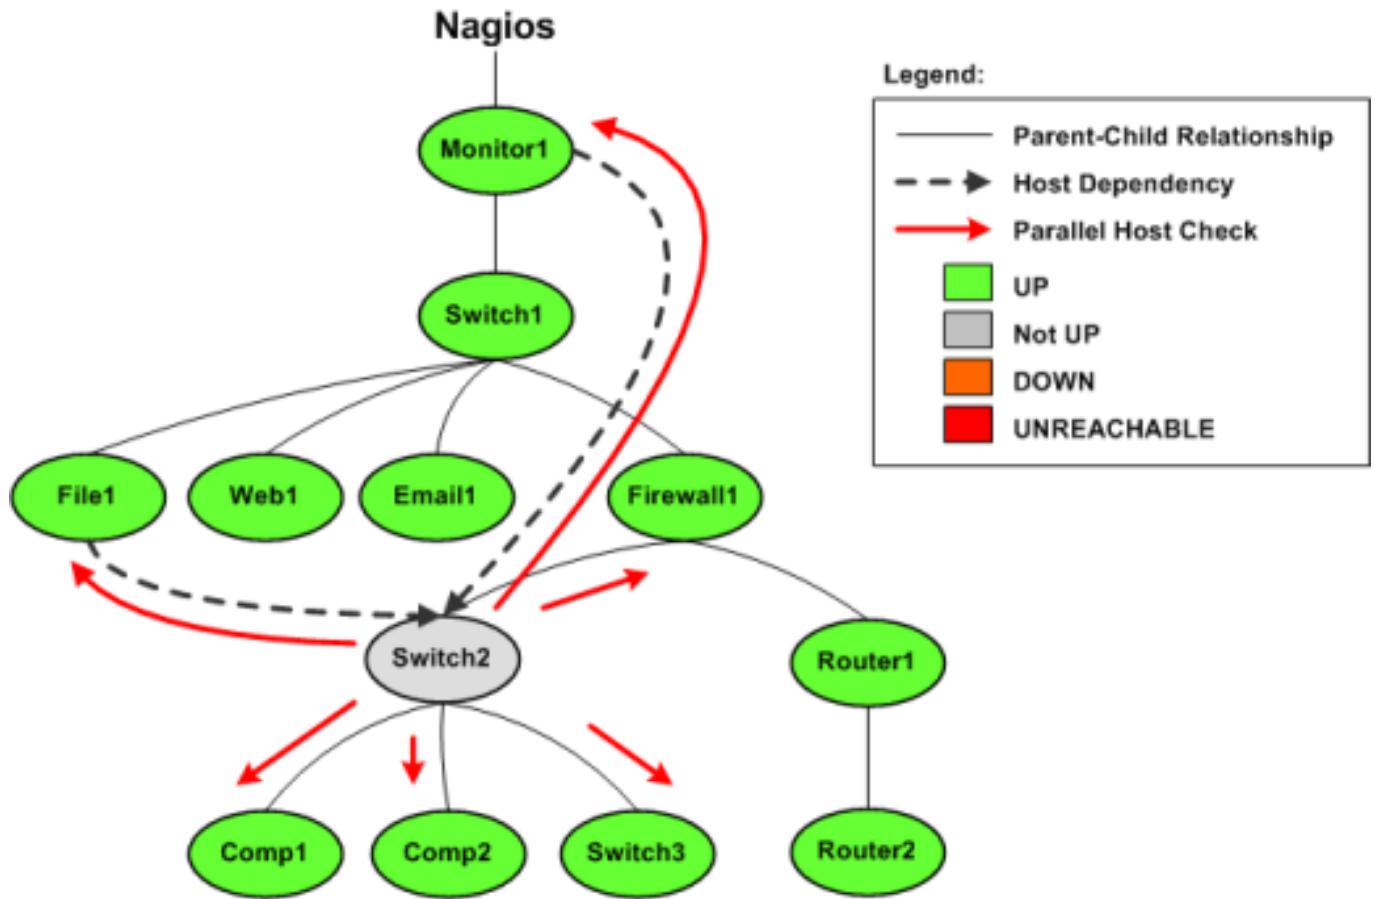 Nagios
Legend:
Monitor1
Parent-Child Relationship
Host Dependency
Parallel Host Check
Switch1
UP
Not UP
DOWN
UNREACHABLE
File1
Web1
Email1
Firewall1
Switch2
Router1
Comp1
Comp2
Switch3
Router2